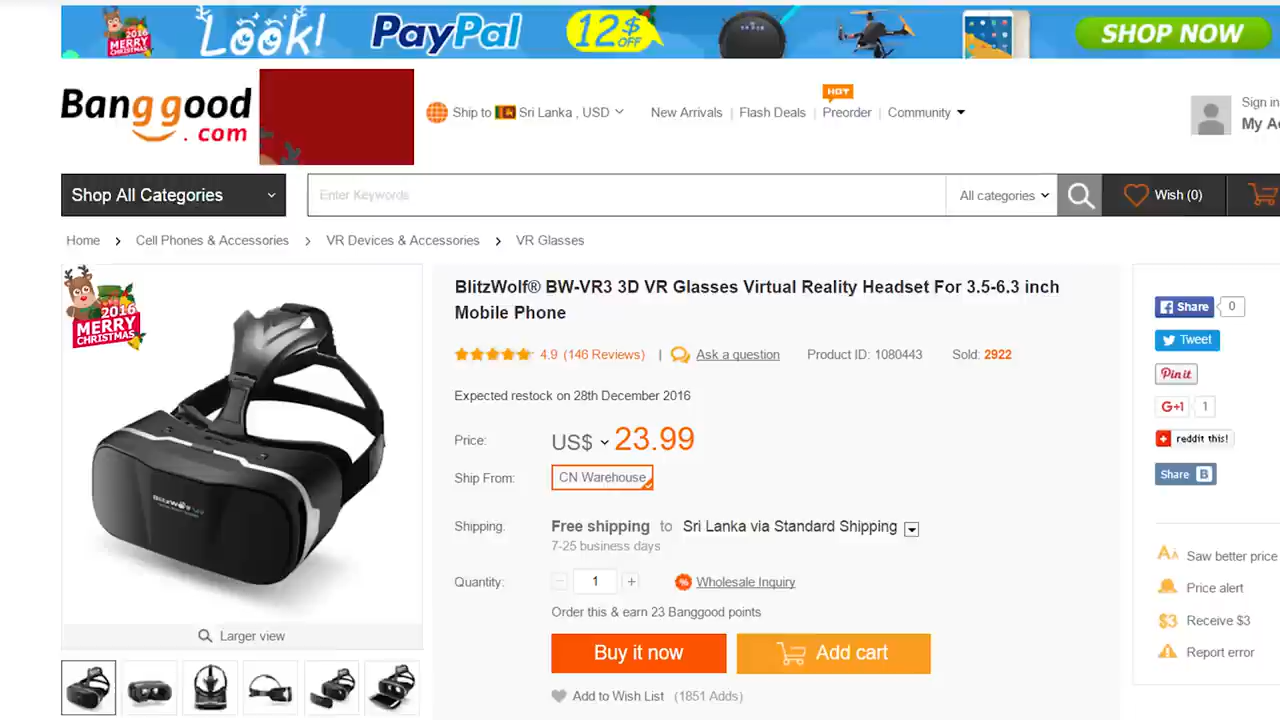 2016
MERRY
CHRISTMAS
Look!
PayPal
12$
OFF
SHOP NOW
Banggood
.com
Ship to Sri Lanka , USD
New Arrivals | Flash Deals | Preorder | Community
HOT
Sign in
My Ac
Shop All Categories
Enter Keywords
All categories
Wish (0)
Home > Cell Phones & Accessories > VR Devices & Accessories > VR Glasses
2016
MERRY
CHRISTMAS
BlitzWolf
Larger view
BlitzWolf® BW-VR3 3D VR Glasses Virtual Reality Headset For 3.5-6.3 inch
Mobile Phone
4.9 (146 Reviews) | Ask a question Product ID: 1080443 Sold: 2922
Expected restock on 28th December 2016
Price: US$ 23.99
Ship From: CN Warehouse
Shipping: Free shipping to Sri Lanka via Standard Shipping
7-25 business days
Quantity: − 1 + Wholesale Inquiry
Order this & earn 23 Banggood points
Buy it now
Add cart
Add to Wish List (1851 Adds)
Share 0
Tweet
Pin it
G+1 1
reddit this!
Share B
Saw better price
Price alert
$3 Receive $3
Report error